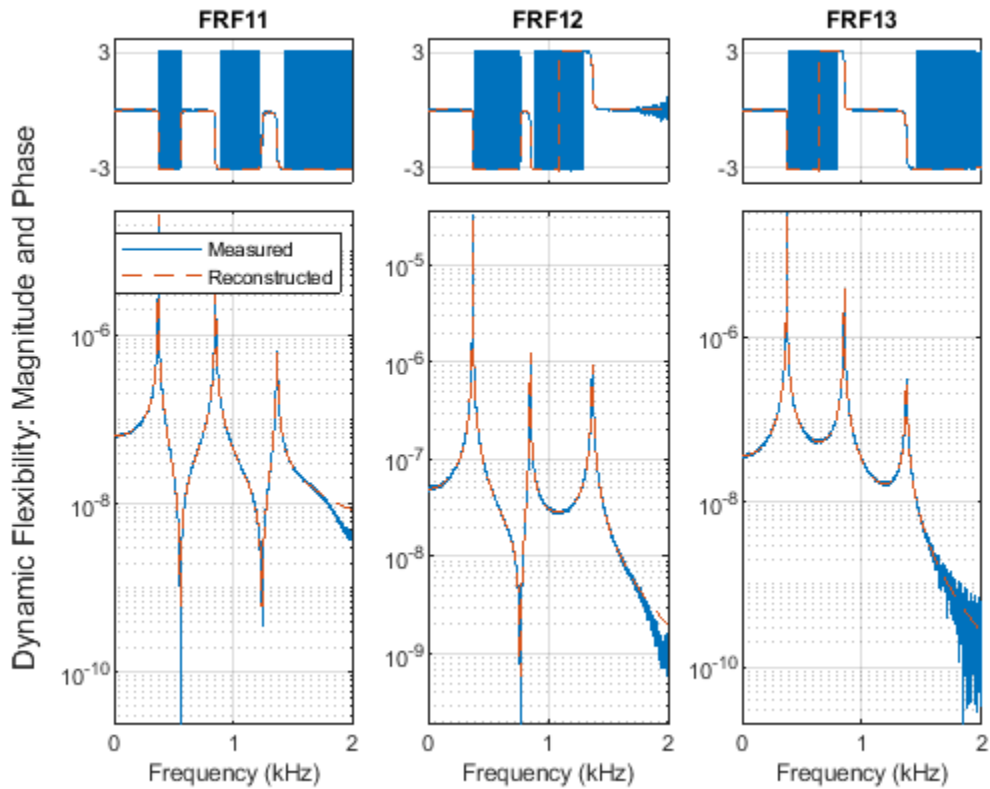 FRF11 FRF12 FRF13
3 3 3
-3 -3 -3
Dynamic Flexibility: Magnitude and Phase
Measured
Reconstructed
10⁻⁶
10⁻⁸
10⁻¹⁰
10⁻⁵
10⁻⁶
10⁻⁷
10⁻⁸
10⁻⁹
10⁻⁶
10⁻⁸
10⁻¹⁰
0 1 2 0 1 2 0 1 2
Frequency (kHz) Frequency (kHz) Frequency (kHz)